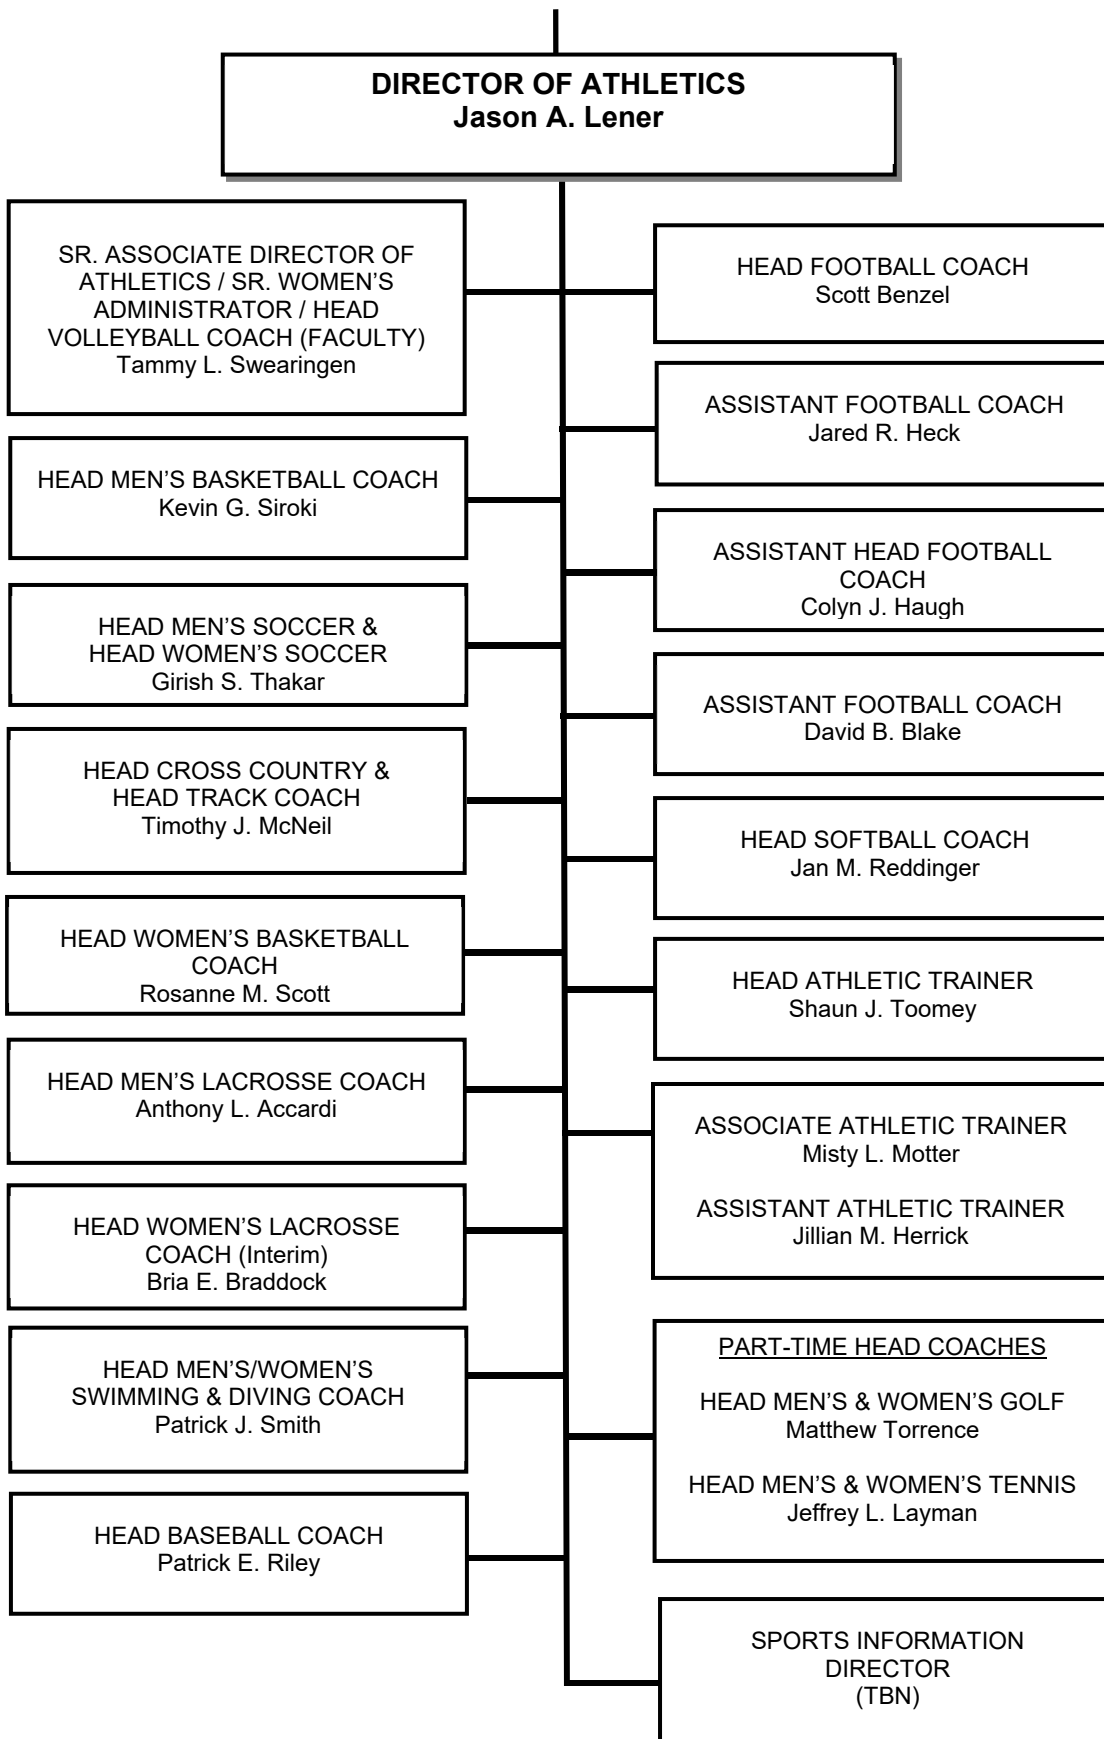 DIRECTOR OF ATHLETICS
Jason A. Lener
SR. ASSOCIATE DIRECTOR OF
ATHLETICS / SR. WOMEN’S
ADMINISTRATOR / HEAD
VOLLEYBALL COACH (FACULTY)
Tammy L. Swearingen
HEAD MEN’S BASKETBALL COACH
Kevin G. Siroki
HEAD MEN’S SOCCER &
HEAD WOMEN’S SOCCER
Girish S. Thakar
HEAD CROSS COUNTRY &
HEAD TRACK COACH
Timothy J. McNeil
HEAD WOMEN’S BASKETBALL
COACH
Rosanne M. Scott
HEAD MEN’S LACROSSE COACH
Anthony L. Accardi
HEAD WOMEN’S LACROSSE
COACH (Interim)
Bria E. Braddock
HEAD MEN’S/WOMEN’S
SWIMMING & DIVING COACH
Patrick J. Smith
HEAD BASEBALL COACH
Patrick E. Riley
HEAD FOOTBALL COACH
Scott Benzel
ASSISTANT FOOTBALL COACH
Jared R. Heck
ASSISTANT HEAD FOOTBALL
COACH
Colyn J. Haugh
ASSISTANT FOOTBALL COACH
David B. Blake
HEAD SOFTBALL COACH
Jan M. Reddinger
HEAD ATHLETIC TRAINER
Shaun J. Toomey
ASSOCIATE ATHLETIC TRAINER
Misty L. Motter
ASSISTANT ATHLETIC TRAINER
Jillian M. Herrick
PART-TIME HEAD COACHES
HEAD MEN’S & WOMEN’S GOLF
Matthew Torrence
HEAD MEN’S & WOMEN’S TENNIS
Jeffrey L. Layman
SPORTS INFORMATION
DIRECTOR
(TBN)